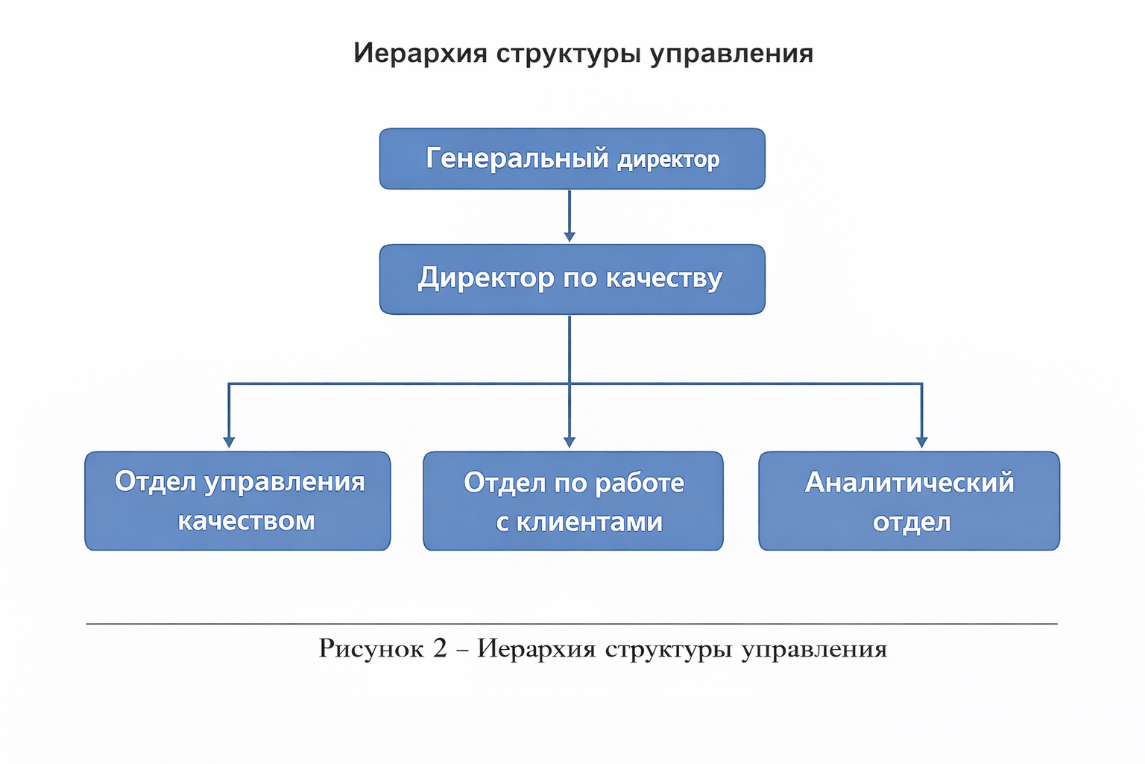 Иерархия структуры управления
Генеральный директор
Директор по качеству
Отдел управления
качеством
Отдел по работе
с клиентами
Аналитический
отдел
Рисунок 2 – Иерархия структуры управления